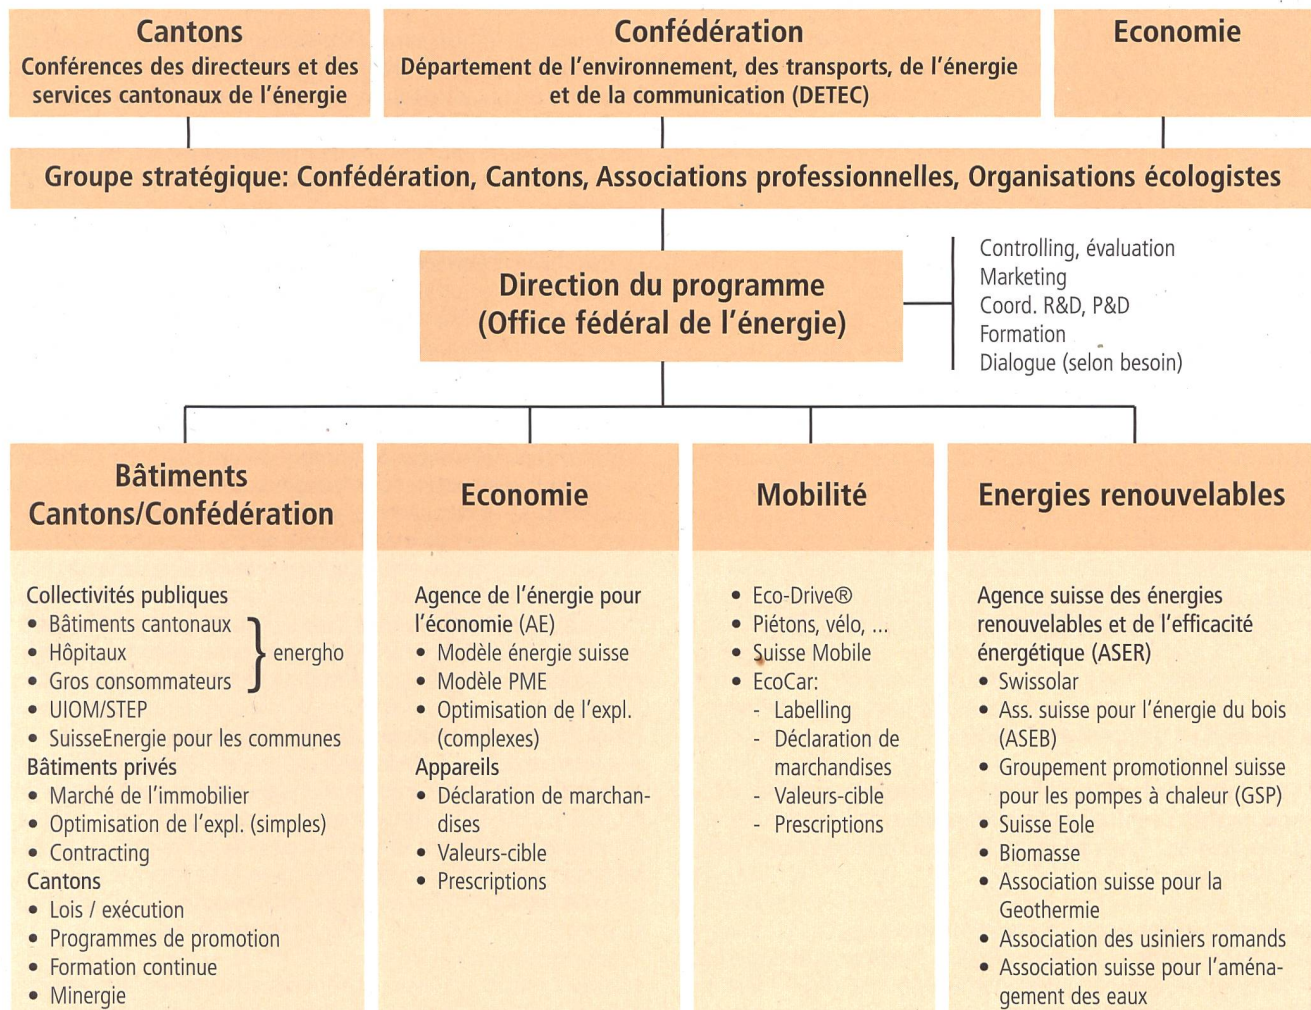 Cantons
Conférences des directeurs et des
services cantonaux de l'énergie
Confédération
Département de l'environnement, des transports, de l'énergie
et de la communication (DETEC)
Economie
Groupe stratégique: Confédération, Cantons, Associations professionnelles, Organisations écologistes
Direction du programme
(Office fédéral de l'énergie)
Controlling, évaluation
Marketing
Coord. R&D, P&D
Formation
Dialogue (selon besoin)
Bâtiments
Cantons/Confédération
Collectivités publiques
• Bâtiments cantonaux
• Hôpitaux
• Gros consommateurs
energho
• UIOM/STEP
• SuisseEnergie pour les communes
Bâtiments privés
• Marché de l'immobilier
• Optimisation de l'expl. (simples)
• Contracting
Cantons
• Lois / exécution
• Programmes de promotion
• Formation continue
• Minergie
Economie
Agence de l'énergie pour
l'économie (AE)
• Modèle énergie suisse
• Modèle PME
• Optimisation de l'expl.
(complexes)
Appareils
• Déclaration de marchan-
dises
• Valeurs-cible
• Prescriptions
Mobilité
• Eco-Drive®
• Piétons, vélo, ...
• Suisse Mobile
• EcoCar:
- Labelling
- Déclaration de
marchandises
- Valeurs-cible
- Prescriptions
Energies renouvelables
Agence suisse des énergies
renouvelables et de l'efficacité
énergétique (ASER)
• Swissolar
• Ass. suisse pour l'énergie du bois
(ASEB)
• Groupement promotionnel suisse
pour les pompes à chaleur (GSP)
• Suisse Eole
• Biomasse
• Association suisse pour la
Geothermie
• Association des usiniers romands
• Association suisse pour l'aména-
gement des eaux